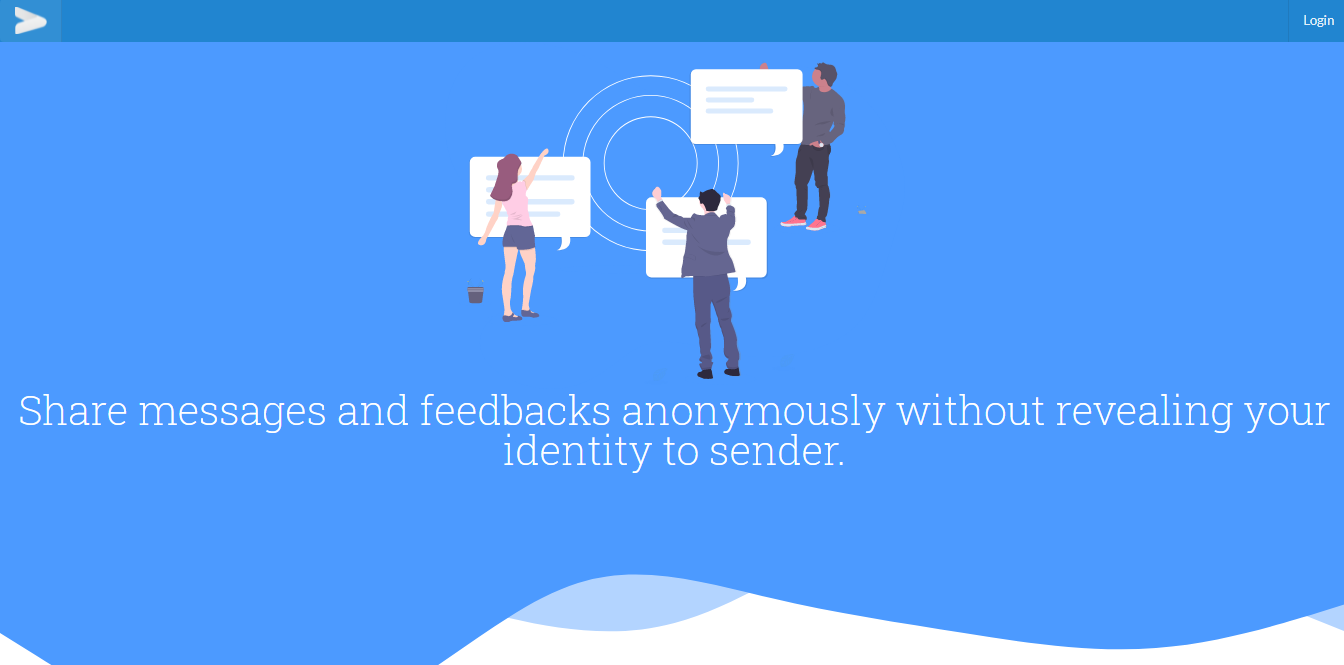 Login
Share messages and feedbacks anonymously without revealing your
identity to sender.